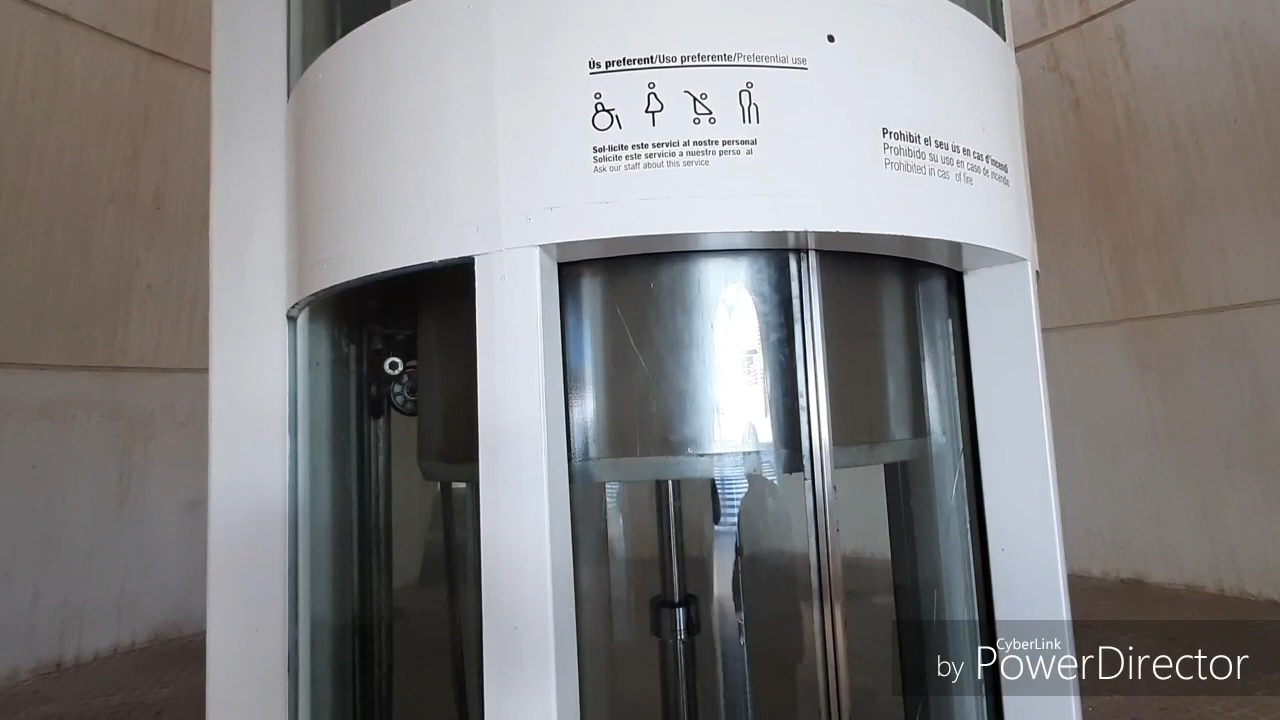 Ús preferent/Uso preferente/Preferential use
Sol·licite este servici al nostre personal
Solicite este servicio a nuestro perso al
Ask our staff about this service
Prohibit el seu ús en cas d'incendi
Prohibido su uso en caso de incendio
Prohibited in cas of fire
CyberLink
by PowerDirector